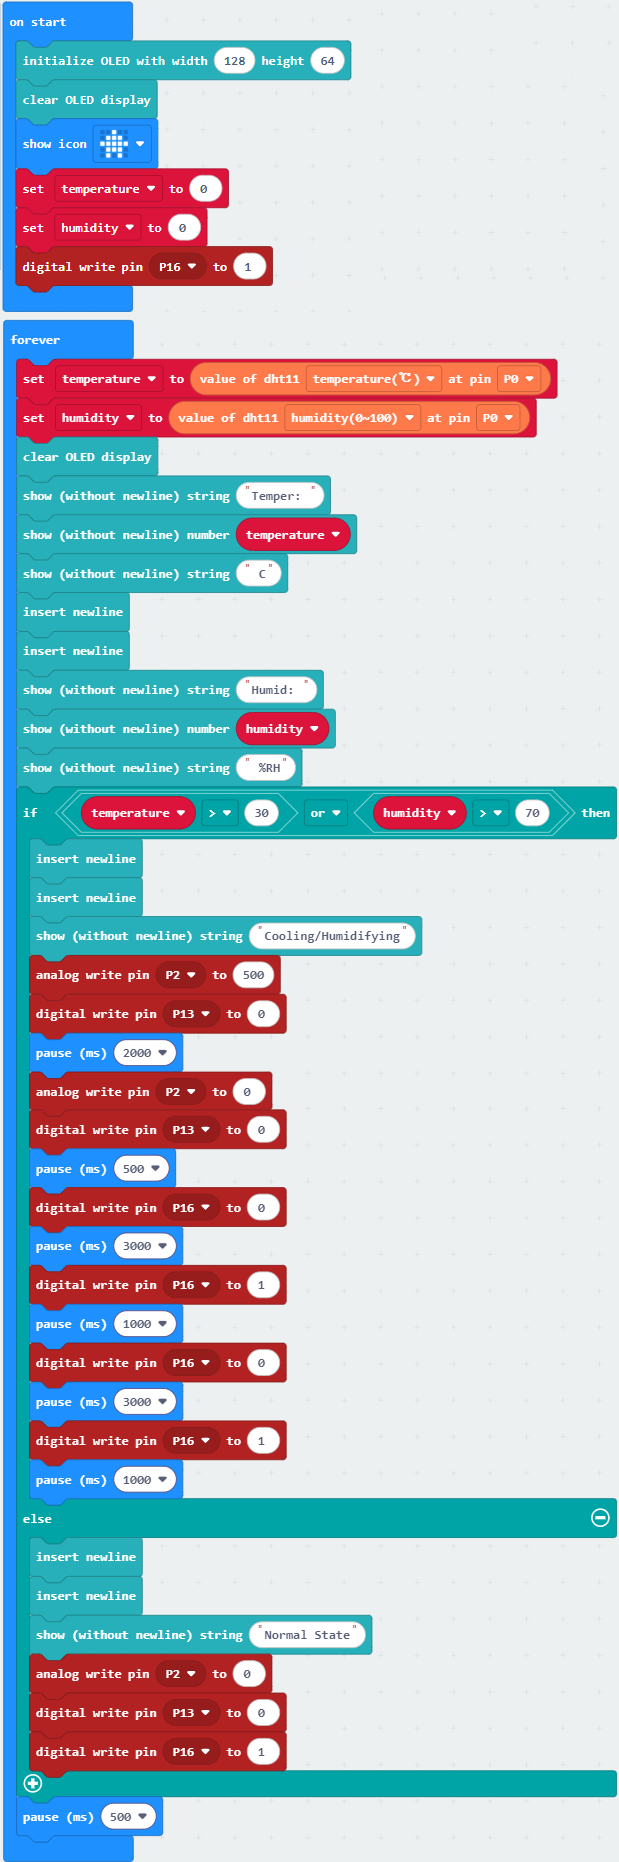 on start
initialize OLED with width 128 height 64
clear OLED display
show icon
set temperature to 0
set humidity to 0
digital write pin P16 to 1
forever
set temperature to value of dht11 temperature(℃) at pin P0
set humidity to value of dht11 humidity(0~100) at pin P0
clear OLED display
show (without newline) string "Temper: "
show (without newline) number temperature
show (without newline) string " C"
insert newline
insert newline
show (without newline) string "Humid: "
show (without newline) number humidity
show (without newline) string " %RH"
if temperature > 30 or humidity > 70 then
insert newline
insert newline
show (without newline) string "Cooling/Humidifying"
analog write pin P2 to 500
digital write pin P13 to 0
pause (ms) 2000
analog write pin P2 to 0
digital write pin P13 to 0
pause (ms) 500
digital write pin P16 to 0
pause (ms) 3000
digital write pin P16 to 1
pause (ms) 1000
digital write pin P16 to 0
pause (ms) 3000
digital write pin P16 to 1
pause (ms) 1000
else
insert newline
insert newline
show (without newline) string "Normal State"
analog write pin P2 to 0
digital write pin P13 to 0
digital write pin P16 to 1
pause (ms) 500